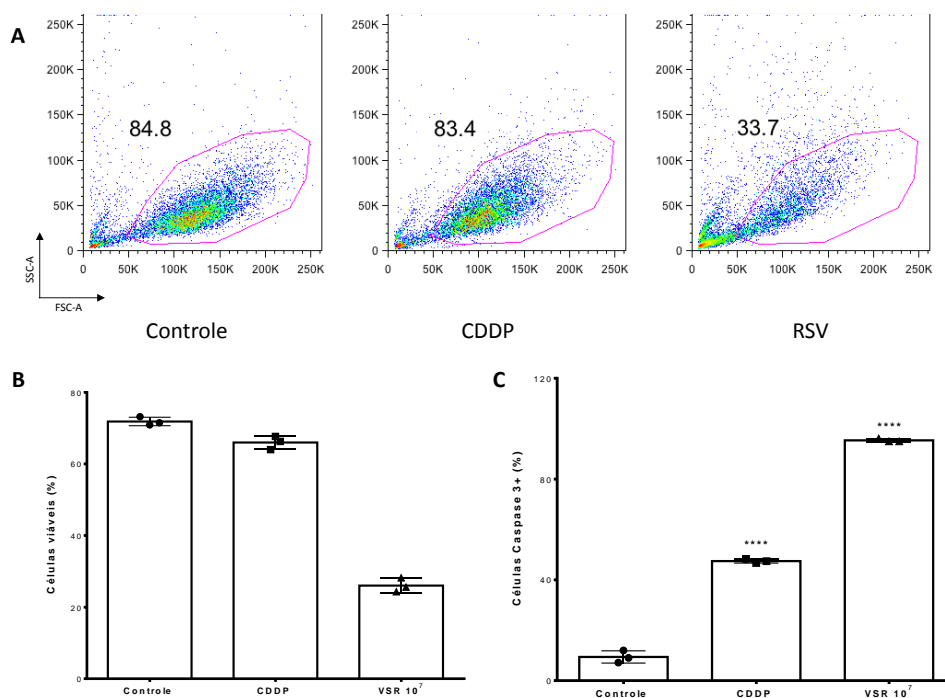 A
260K
200K
150K
100K
50K
0
84.8
0
50K
100K
150K
200K
250K
SSC-A
FSC-A
Controle
260K
200K
150K
100K
50K
0
83.4
0
50K
100K
150K
200K
250K
CDDP
260K
200K
150K
100K
50K
0
33.7
0
50K
100K
150K
200K
250K
RSV
B
80
60
40
20
0
Células viáveis (%)
Controle
CDDP
VSR 10⁷
C
120
80
40
0
Células Caspase 3+ (%)
****
****
Controle
CDDP
VSR 10⁷